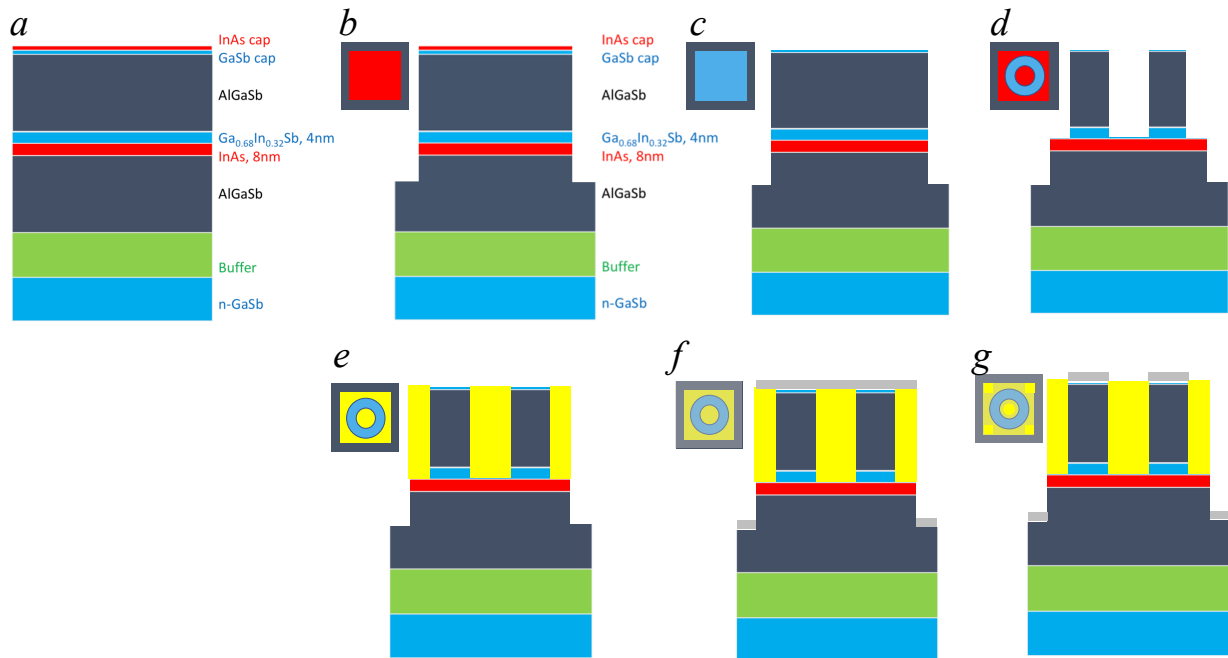 a
b
c
d
InAs cap
GaSb cap
AlGaSb
Ga0.68In0.32Sb, 4nm
InAs, 8nm
AlGaSb
Buffer
n-GaSb
InAs cap
GaSb cap
AlGaSb
Ga0.68In0.32Sb, 4nm
InAs, 8nm
AlGaSb
Buffer
n-GaSb
e
f
g